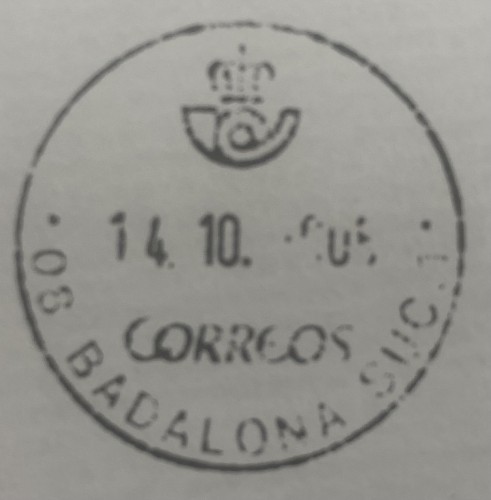 14. 10.
CORREOS
08 BADALONA SUC. 1